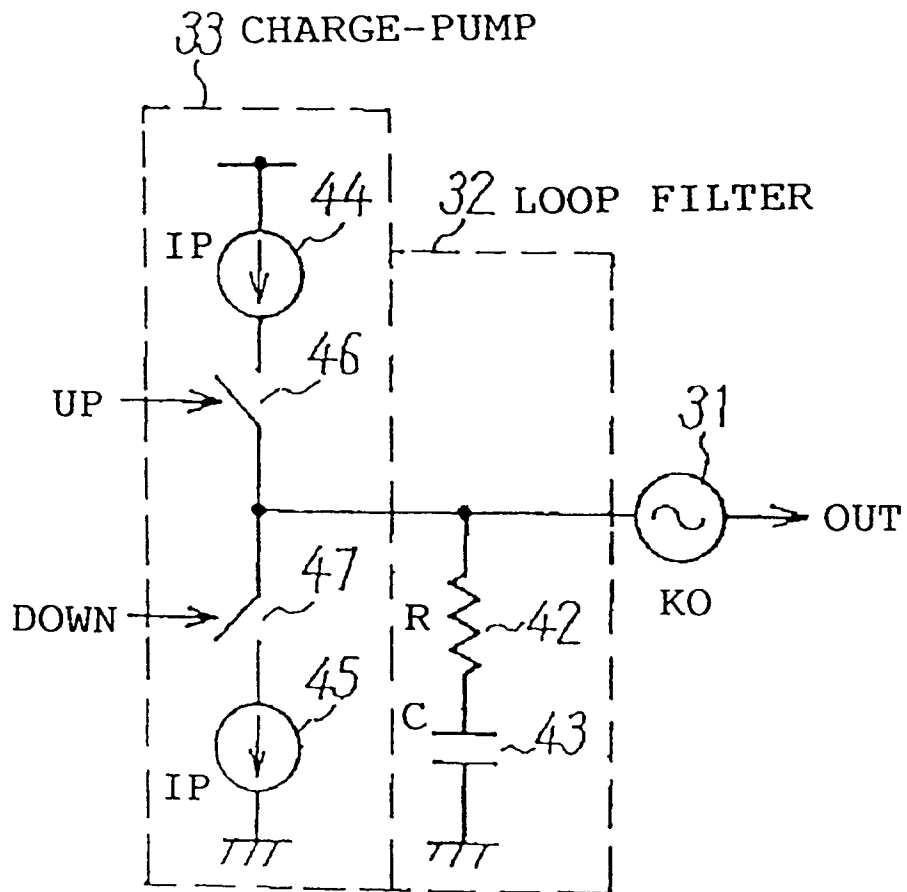 33 CHARGE-PUMP
44
32 LOOP FILTER
IP
46
UP
31
OUT
47
DOWN
KO
R
42
45
C
43
IP